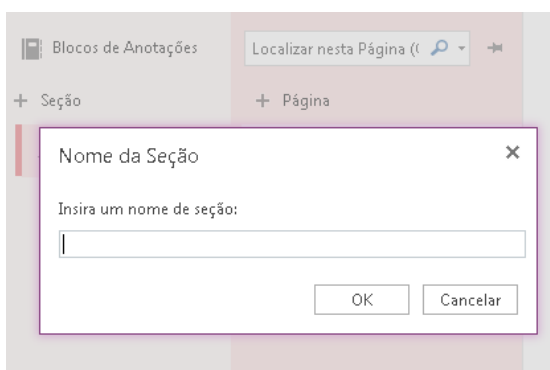 Blocos de Anotações
Localizar nesta Página ((
+ Seção
+ Página
Nome da Seção
Insira um nome de seção:
OK
Cancelar